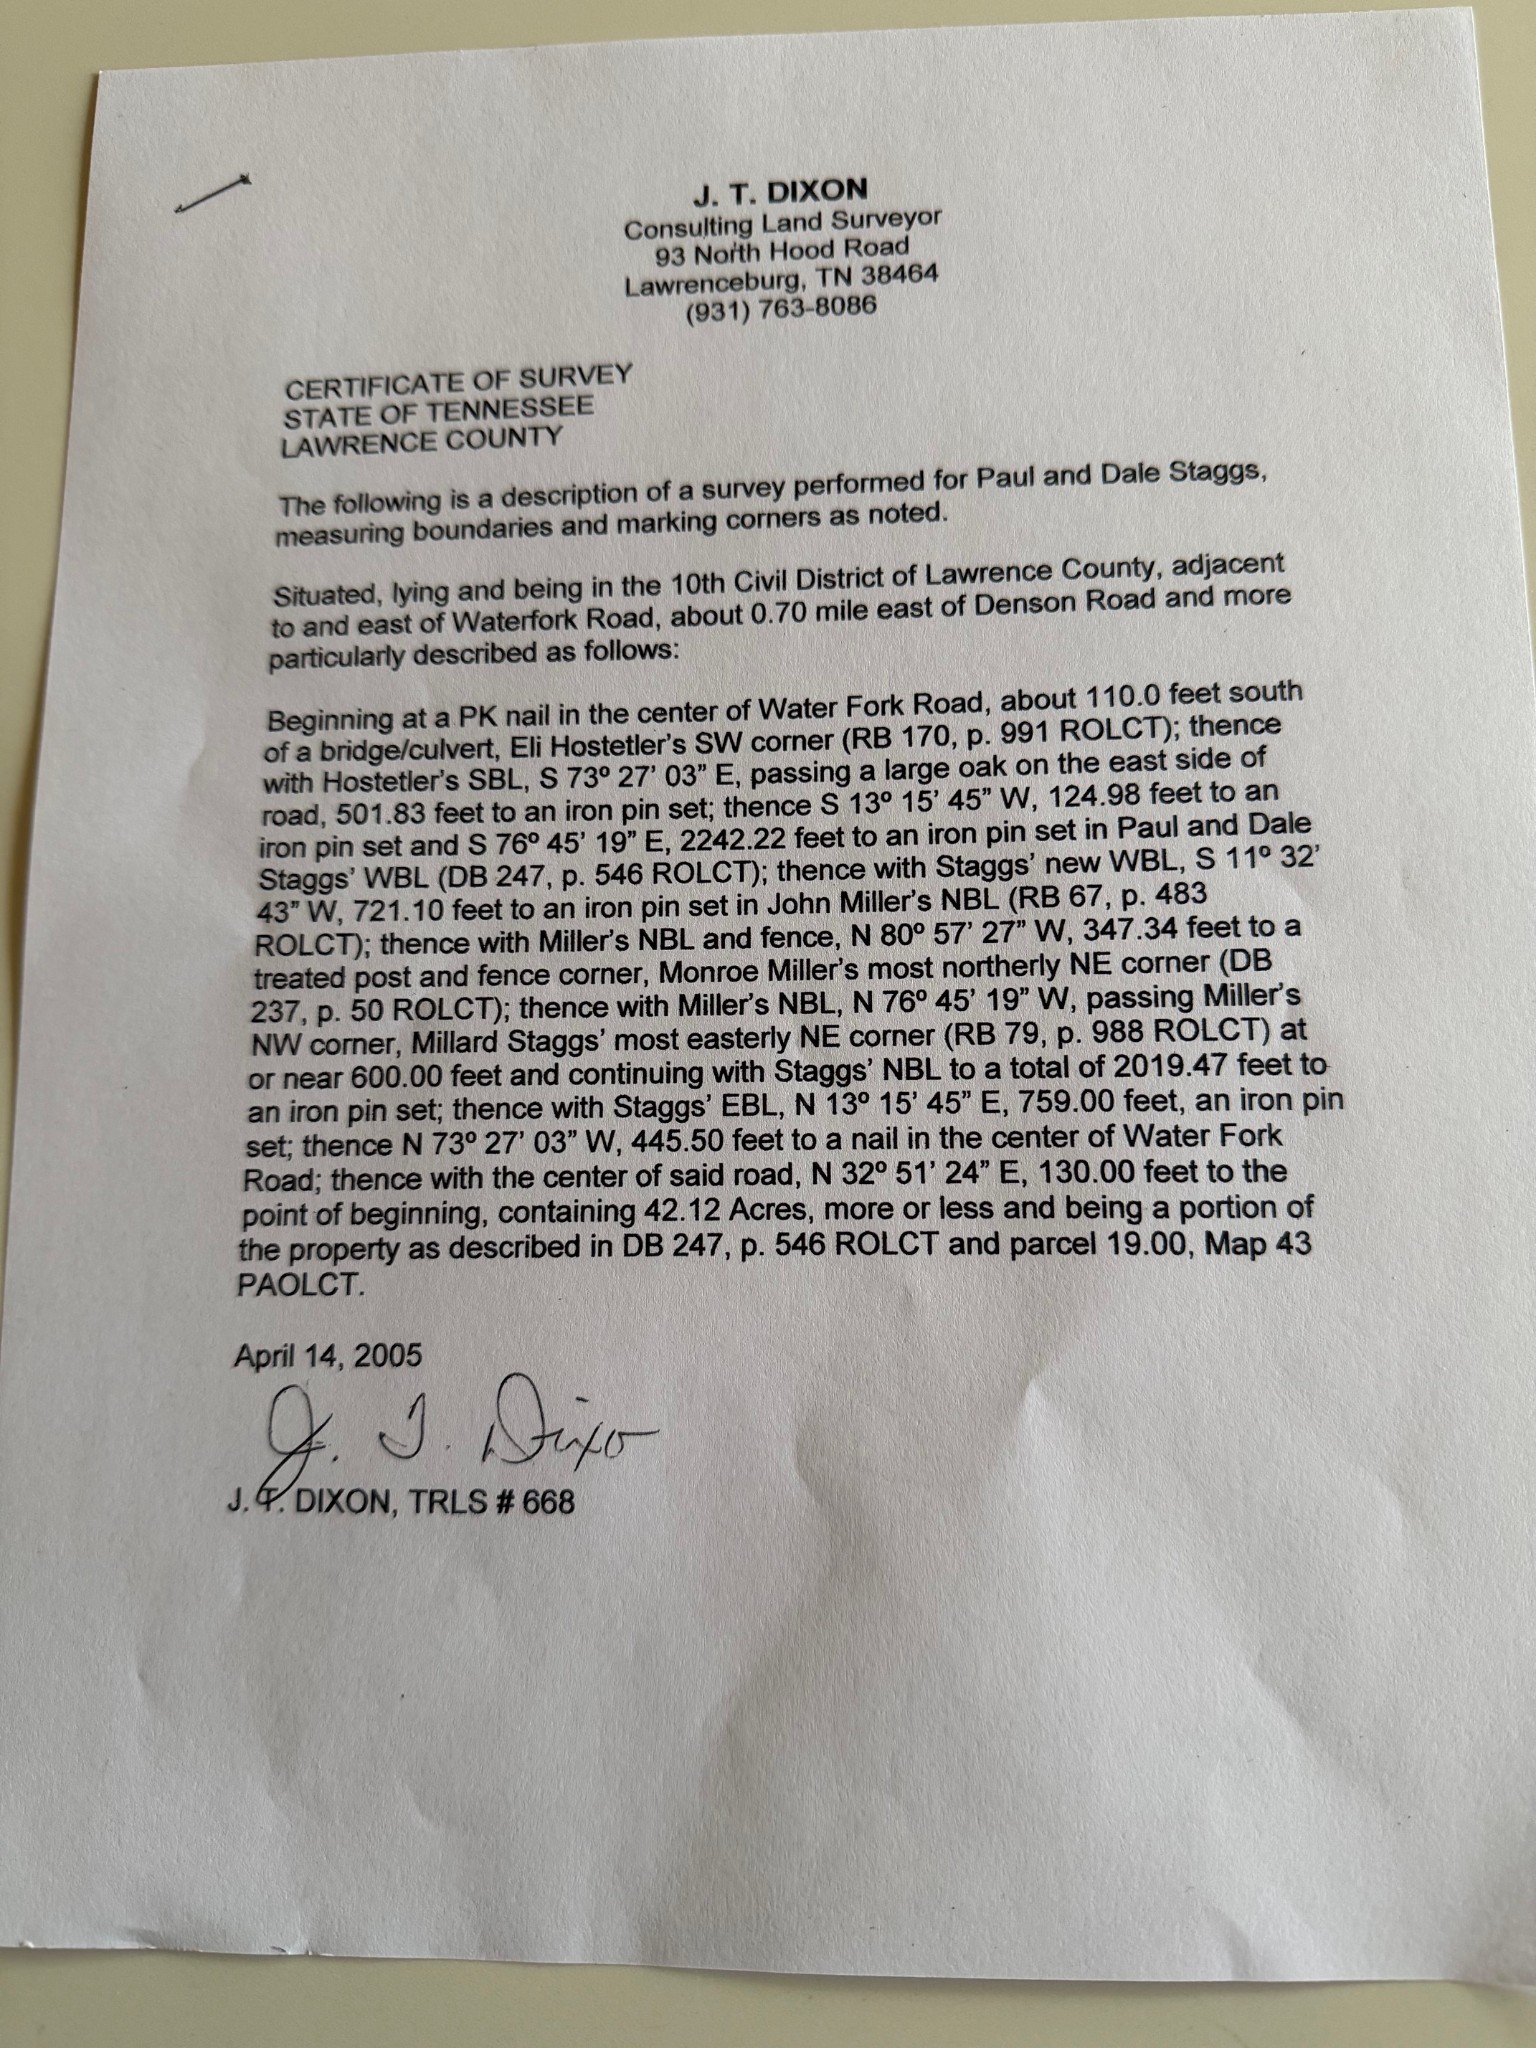 J. T. DIXON
Consulting Land Surveyor
93 North Hood Road
Lawrenceburg, TN 38464
(931) 763-8086
CERTIFICATE OF SURVEY
STATE OF TENNESSEE
LAWRENCE COUNTY
The following is a description of a survey performed for Paul and Dale Staggs,
measuring boundaries and marking corners as noted.
Situated, lying and being in the 10th Civil District of Lawrence County, adjacent
to and east of Waterfork Road, about 0.70 mile east of Denson Road and more
particularly described as follows:
Beginning at a PK nail in the center of Water Fork Road, about 110.0 feet south
of a bridge/culvert, Eli Hostetler's SW corner (RB 170, p. 991 ROLCT); thence
with Hostetler's SBL, S 73º 27' 03" E, passing a large oak on the east side of
road, 501.83 feet to an iron pin set; thence S 13º 15' 45" W, 124.98 feet to an
iron pin set and S 76º 45' 19" E, 2242.22 feet to an iron pin set in Paul and Dale
Staggs' WBL (DB 247, p. 546 ROLCT); thence with Staggs' new WBL, S 11º 32'
43" W, 721.10 feet to an iron pin set in John Miller's NBL (RB 67, p. 483
ROLCT); thence with Miller's NBL and fence, N 80º 57' 27" W, 347.34 feet to a
treated post and fence corner, Monroe Miller's most northerly NE corner (DB
237, p. 50 ROLCT); thence with Miller's NBL, N 76º 45' 19" W, passing Miller's
NW corner, Millard Staggs' most easterly NE corner (RB 79, p. 988 ROLCT) at
or near 600.00 feet and continuing with Staggs' NBL to a total of 2019.47 feet to
an iron pin set; thence with Staggs' EBL, N 13º 15' 45" E, 759.00 feet, an iron pin
set; thence N 73º 27' 03" W, 445.50 feet to a nail in the center of Water Fork
Road; thence with the center of said road, N 32º 51' 24" E, 130.00 feet to the
point of beginning, containing 42.12 Acres, more or less and being a portion of
the property as described in DB 247, p. 546 ROLCT and parcel 19.00, Map 43
PAOLCT.
April 14, 2005
J. T. Dixon
J. T. DIXON, TRLS # 668